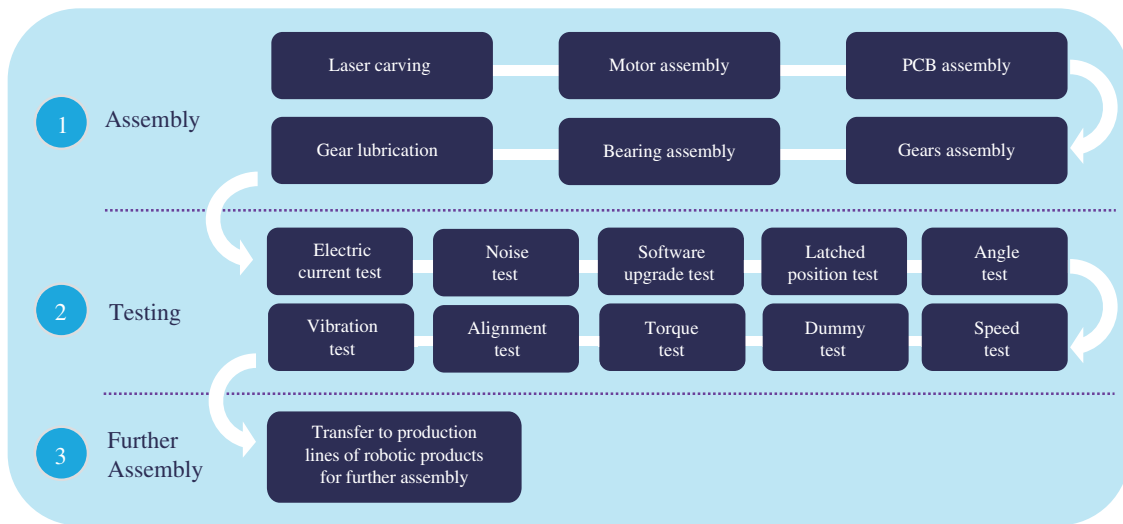 1
Assembly
Laser carving
Motor assembly
PCB assembly
Gear lubrication
Bearing assembly
Gears assembly
2
Testing
Electric
current test
Noise
test
Software
upgrade test
Latched
position test
Angle
test
Vibration
test
Alignment
test
Torque
test
Dummy
test
Speed
test
3
Further
Assembly
Transfer to production
lines of robotic products
for further assembly